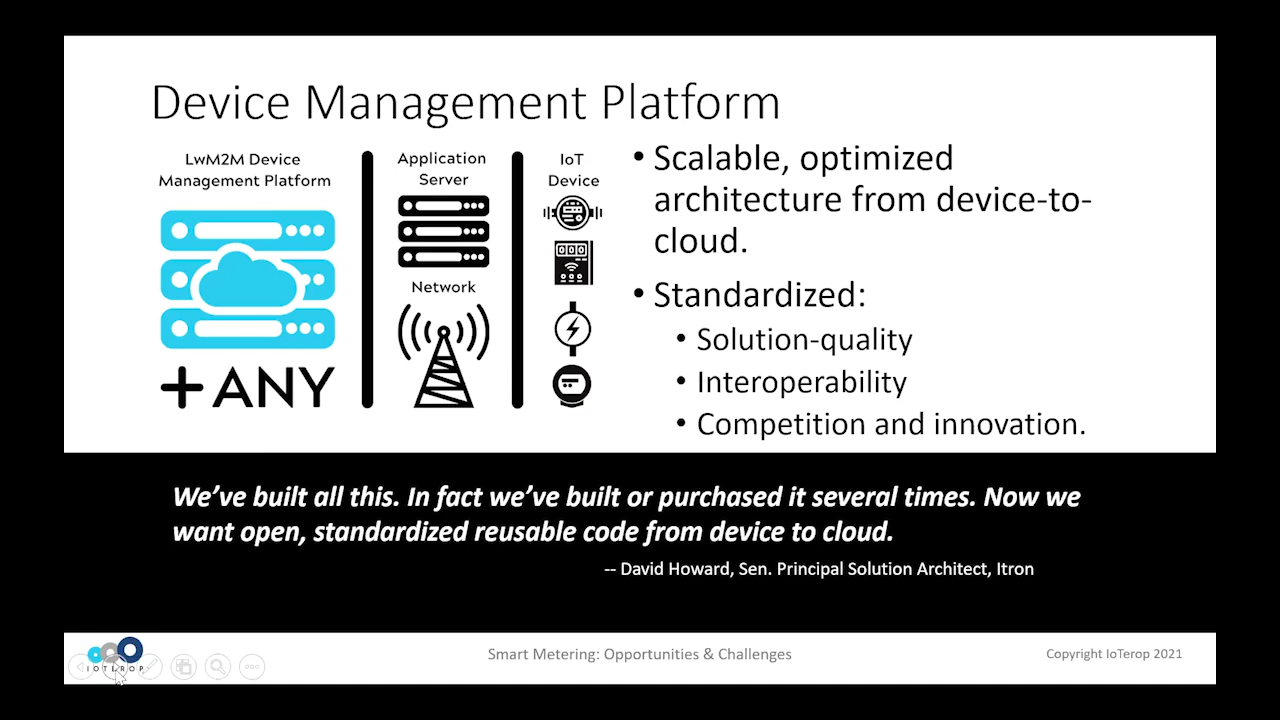 Device Management Platform
LwM2M Device
Management Platform
+ ANY
Application
Server
Network
IoT
Device
• Scalable, optimized
architecture from device-to-
cloud.
• Standardized:
• Solution-quality
• Interoperability
• Competition and innovation.
We've built all this. In fact we've built or purchased it several times. Now we
want open, standardized reusable code from device to cloud.
-- David Howard, Sen. Principal Solution Architect, Itron
IOTEROP
Smart Metering: Opportunities & Challenges
Copyright IoTerop 2021